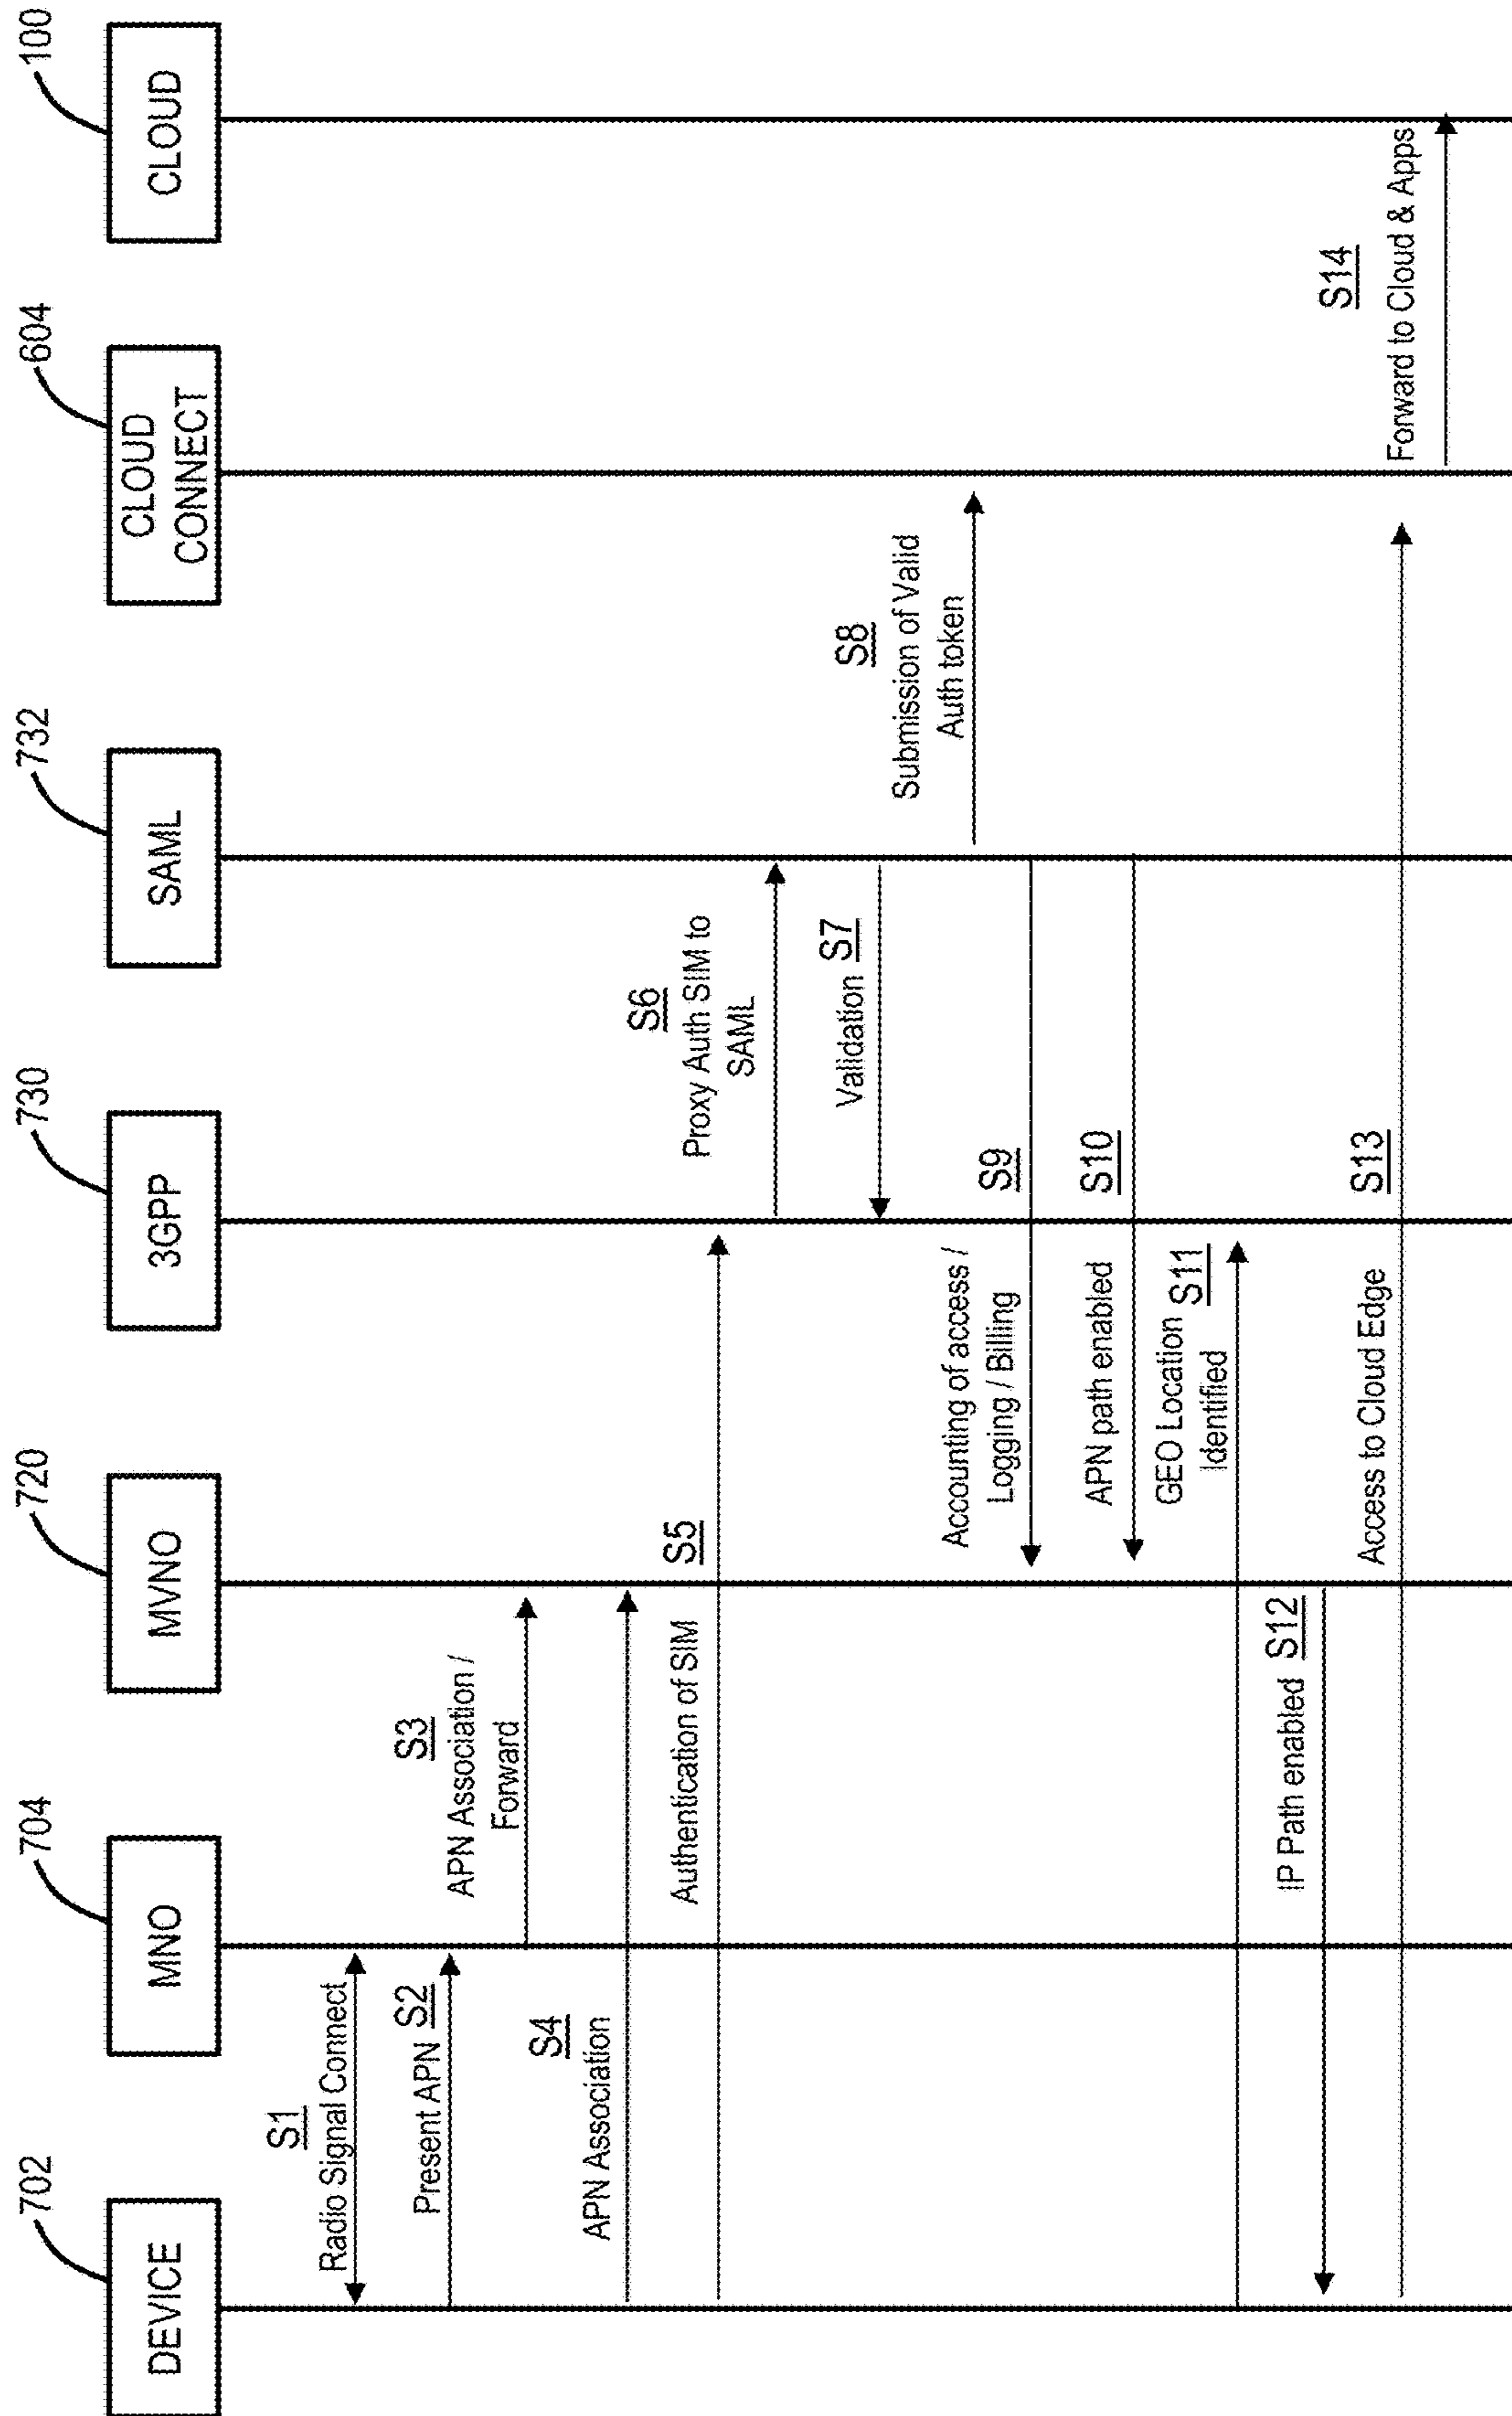 702
DEVICE
704
MNO
720
MVNO
730
3GPP
732
SAML
604
CLOUD
CONNECT
100
CLOUD
S1
Radio Signal Connect
Present APN S2
S3
APN Association /
Forward
S4
APN Association
S5
Authentication of SIM
S6
Proxy Auth SIM to
SAML
Validation S7
S8
Submission of Valid
Auth token
S9
Accounting of access /
Logging / Billing
S10
APN path enabled
GEO Location S11
Identified
IP Path enabled S12
S13
Access to Cloud Edge
S14
Forward to Cloud & Apps